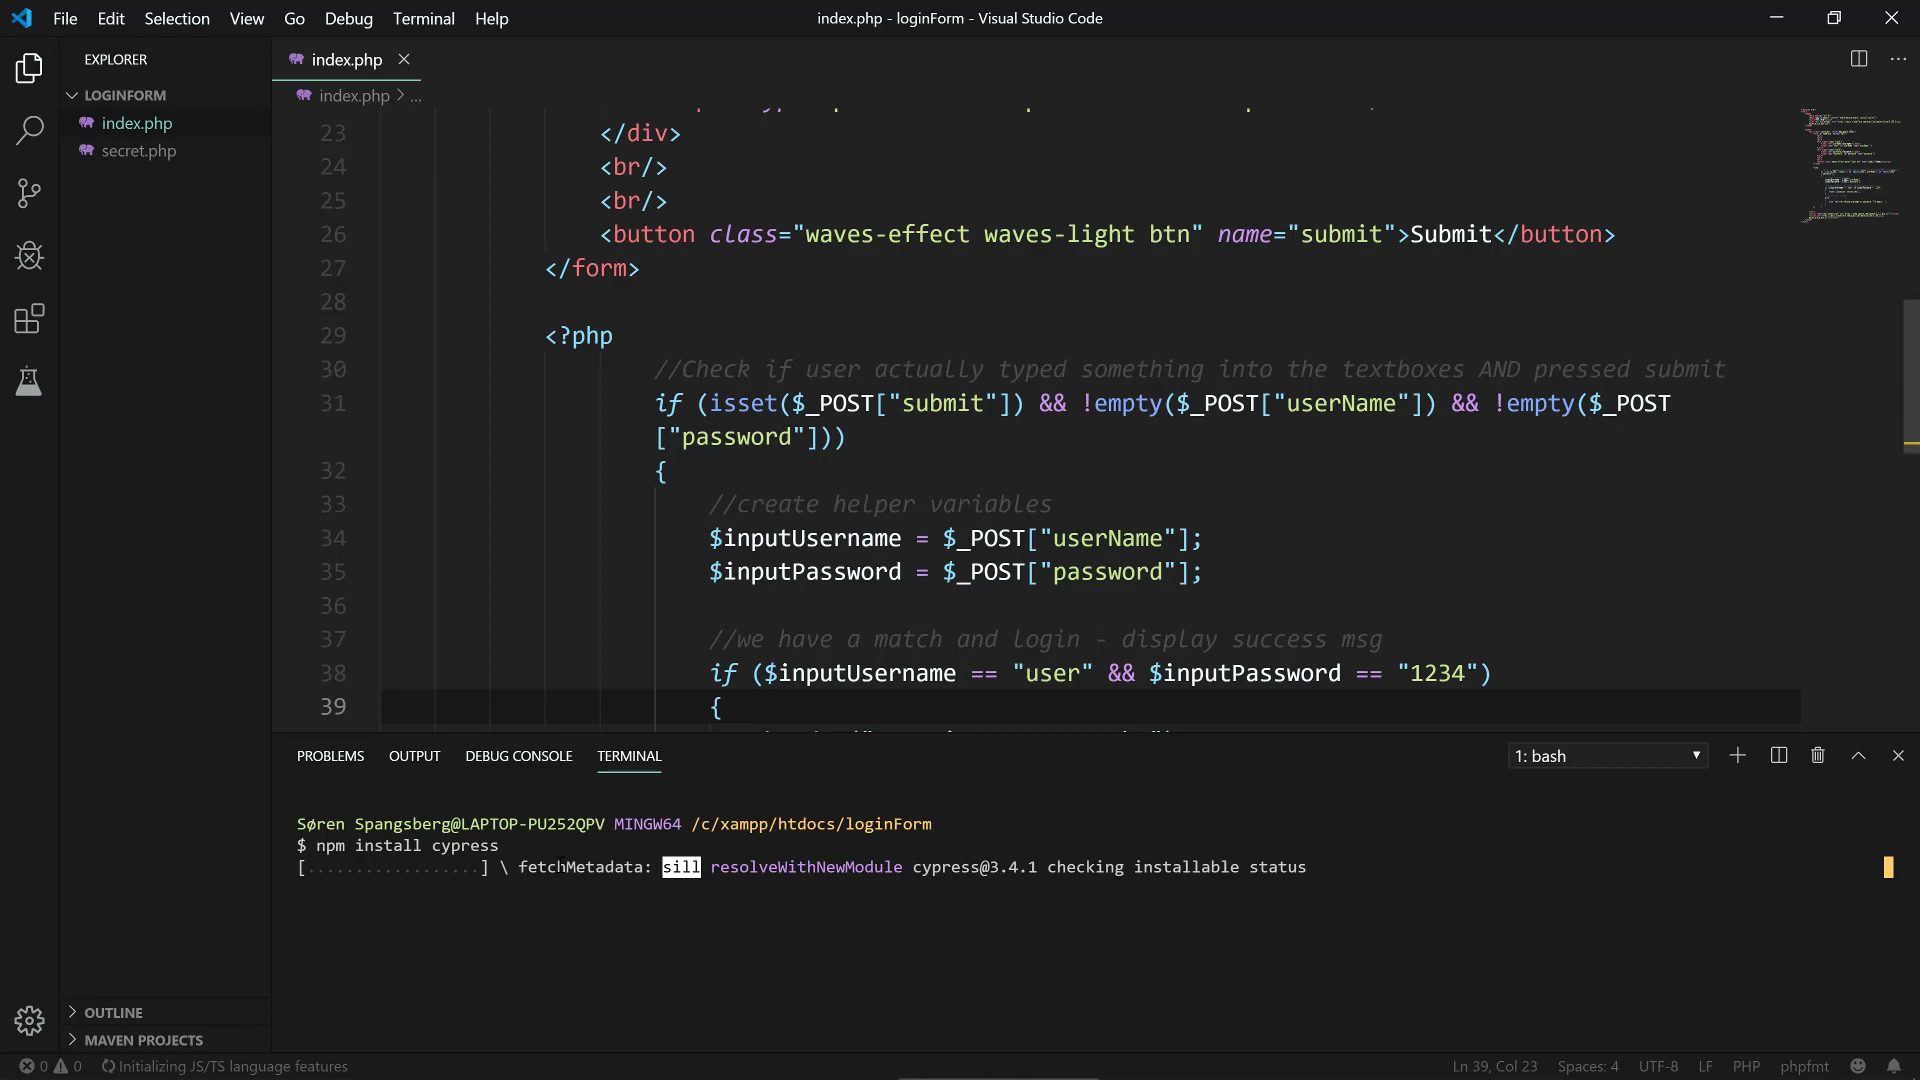 File Edit Selection View Go Debug Terminal Help
index.php - loginForm - Visual Studio Code
EXPLORER
LOGINFORM
index.php
secret.php
OUTLINE
MAVEN PROJECTS
index.php
index.php > ...
23 </div>
24 <br/>
25 <br/>
26 <button class="waves-effect waves-light btn" name="submit">Submit</button>
27 </form>
28
29 <?php
30 //Check if user actually typed something into the textboxes AND pressed submit
31 if (isset($_POST["submit"]) && !empty($_POST["userName"]) && !empty($_POST
["password"]))
32 {
33 //create helper variables
34 $inputUsername = $_POST["userName"];
35 $inputPassword = $_POST["password"];
36
37 //we have a match and login - display success msg
38 if ($inputUsername == "user" && $inputPassword == "1234")
39 {
PROBLEMS OUTPUT DEBUG CONSOLE TERMINAL
1: bash
Søren Spangsberg@LAPTOP-PU252QPV MINGW64 /c/xampp/htdocs/loginForm
$ npm install cypress
[..................] \ fetchMetadata: sill resolveWithNewModule cypress@3.4.1 checking installable status
0 0 Initializing JS/TS language features
Ln 39, Col 23 Spaces: 4 UTF-8 LF PHP phpfmt